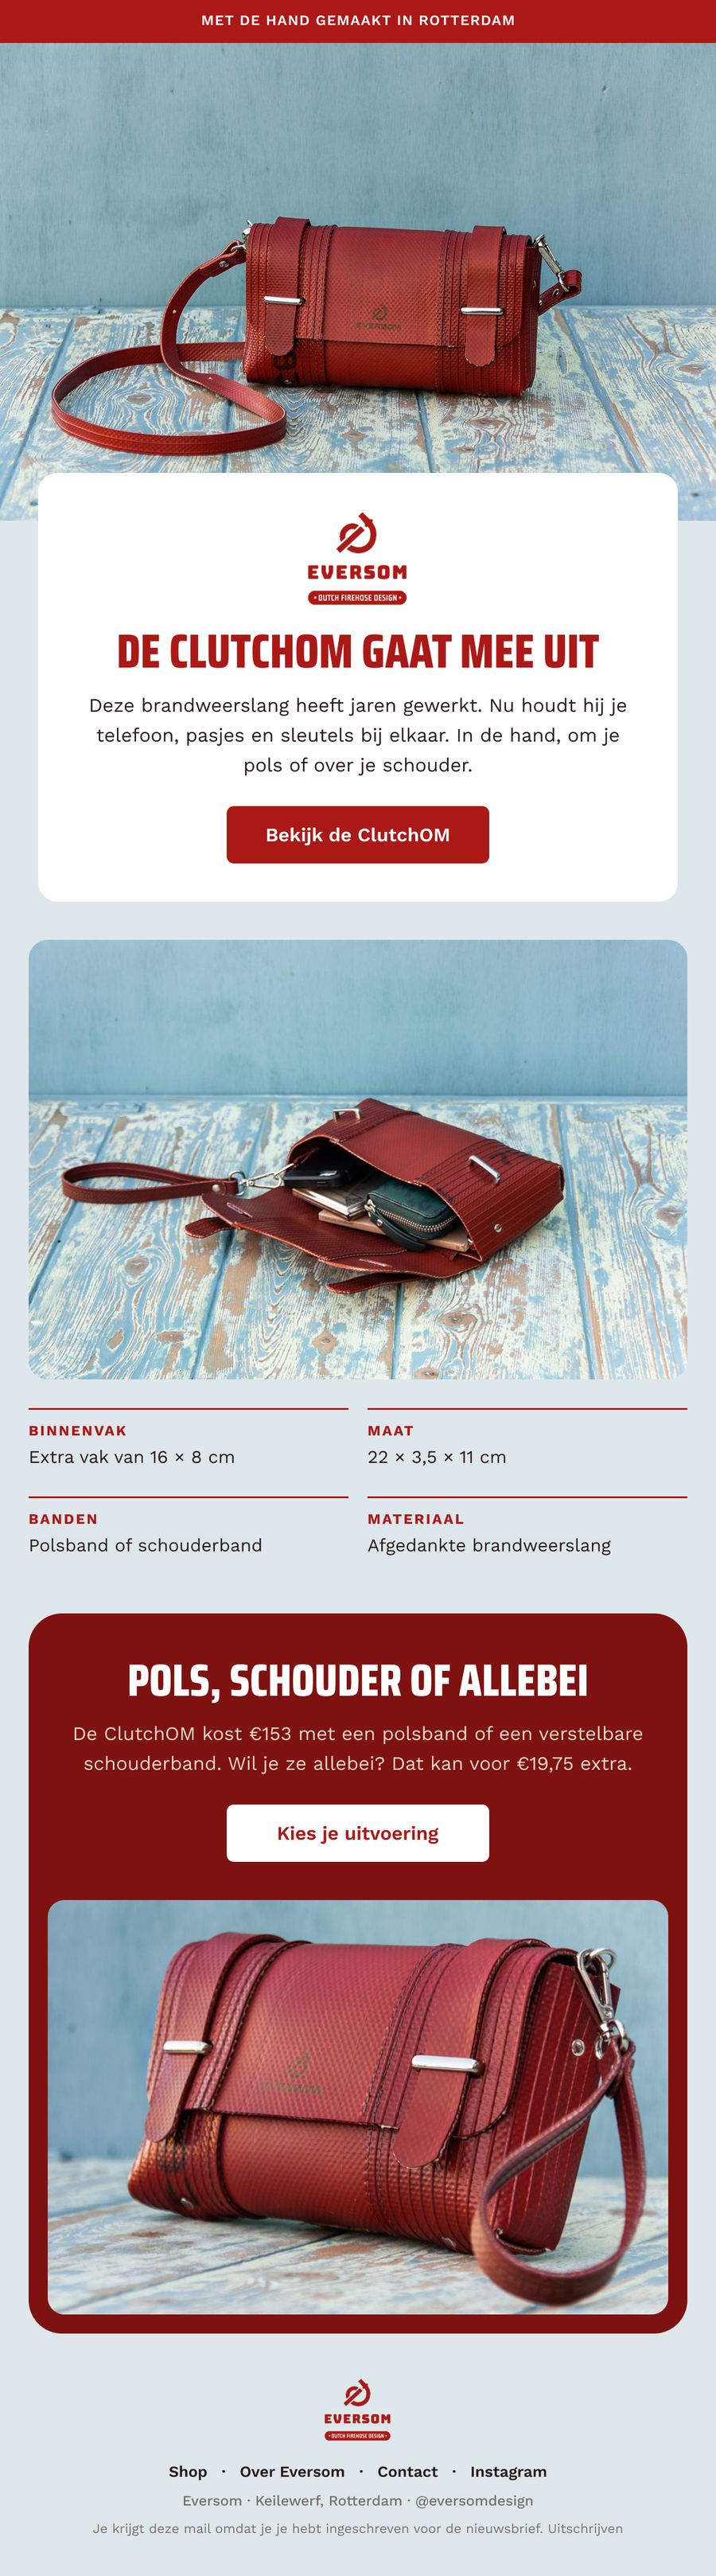 MET DE HAND GEMAAKT IN ROTTERDAM
EVERSOM
EVERSOM
• DUTCH FIREHOSE DESIGN •
DE CLUTCHOM GAAT MEE UIT
Deze brandweerslang heeft jaren gewerkt. Nu houdt hij je
telefoon, pasjes en sleutels bij elkaar. In de hand, om je
pols of over je schouder.
Bekijk de ClutchOM
BINNENVAK
Extra vak van 16 × 8 cm
MAAT
22 × 3,5 × 11 cm
BANDEN
Polsband of schouderband
MATERIAAL
Afgedankte brandweerslang
POLS, SCHOUDER OF ALLEBEI
De ClutchOM kost €153 met een polsband of een verstelbare
schouderband. Wil je ze allebei? Dat kan voor €19,75 extra.
Kies je uitvoering
EVERSOM
EVERSOM
• DUTCH FIREHOSE DESIGN •
Shop · Over Eversom · Contact · Instagram
Eversom · Keilewerf, Rotterdam · @eversomdesign
Je krijgt deze mail omdat je je hebt ingeschreven voor de nieuwsbrief. Uitschrijven